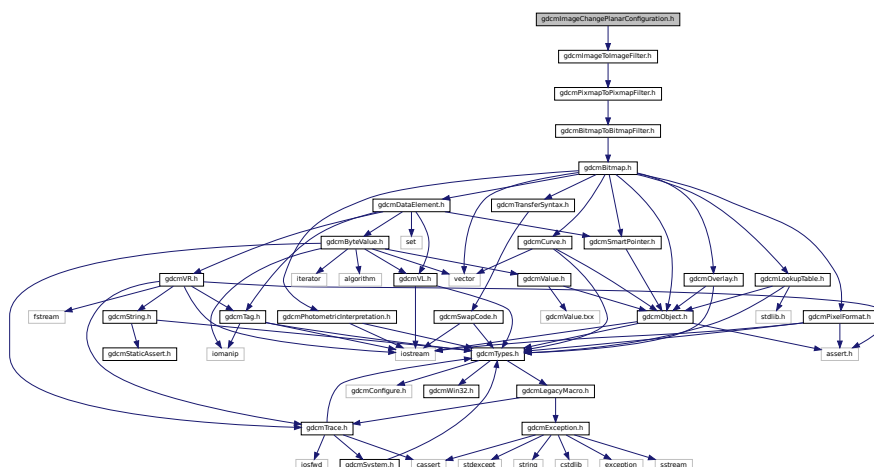 gdcmImageChangePlanarConfiguration.h
gdcmImageToImageFilter.h
gdcmPixmapToPixmapFilter.h
gdcmBitmapToBitmapFilter.h
gdcmBitmap.h
gdcmDataElement.h
gdcmTransferSyntax.h
gdcmByteValue.h
set
gdcmCurve.h
gdcmSmartPointer.h
gdcmVR.h
iterator
algorithm
gdcmVL.h
vector
gdcmValue.h
gdcmOverlay.h
gdcmLookupTable.h
fstream
gdcmString.h
gdcmTag.h
gdcmPhotometricInterpretation.h
gdcmSwapCode.h
gdcmValue.txx
gdcmObject.h
stdlib.h
gdcmPixelFormat.h
gdcmStaticAssert.h
iomanip
iostream
gdcmTypes.h
assert.h
gdcmConfigure.h
gdcmWin32.h
gdcmLegacyMacro.h
gdcmTrace.h
gdcmException.h
iosfwd
gdcmSystem.h
cassert
stdexcept
string
cstdlib
exception
sstream